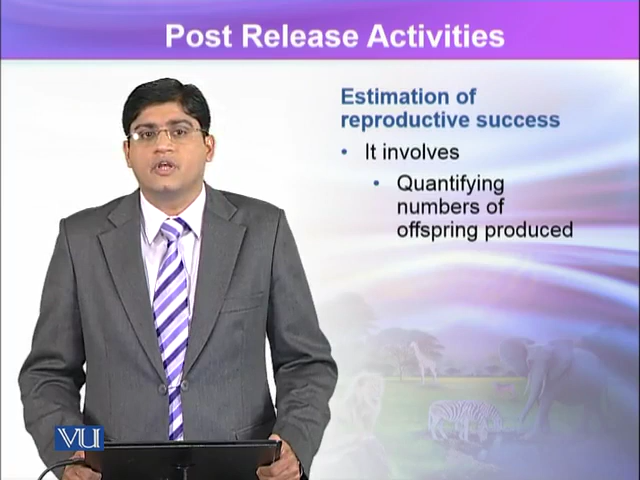 Post Release Activities
Estimation of
reproductive success
• It involves
• Quantifying
numbers of
offspring produced
VU